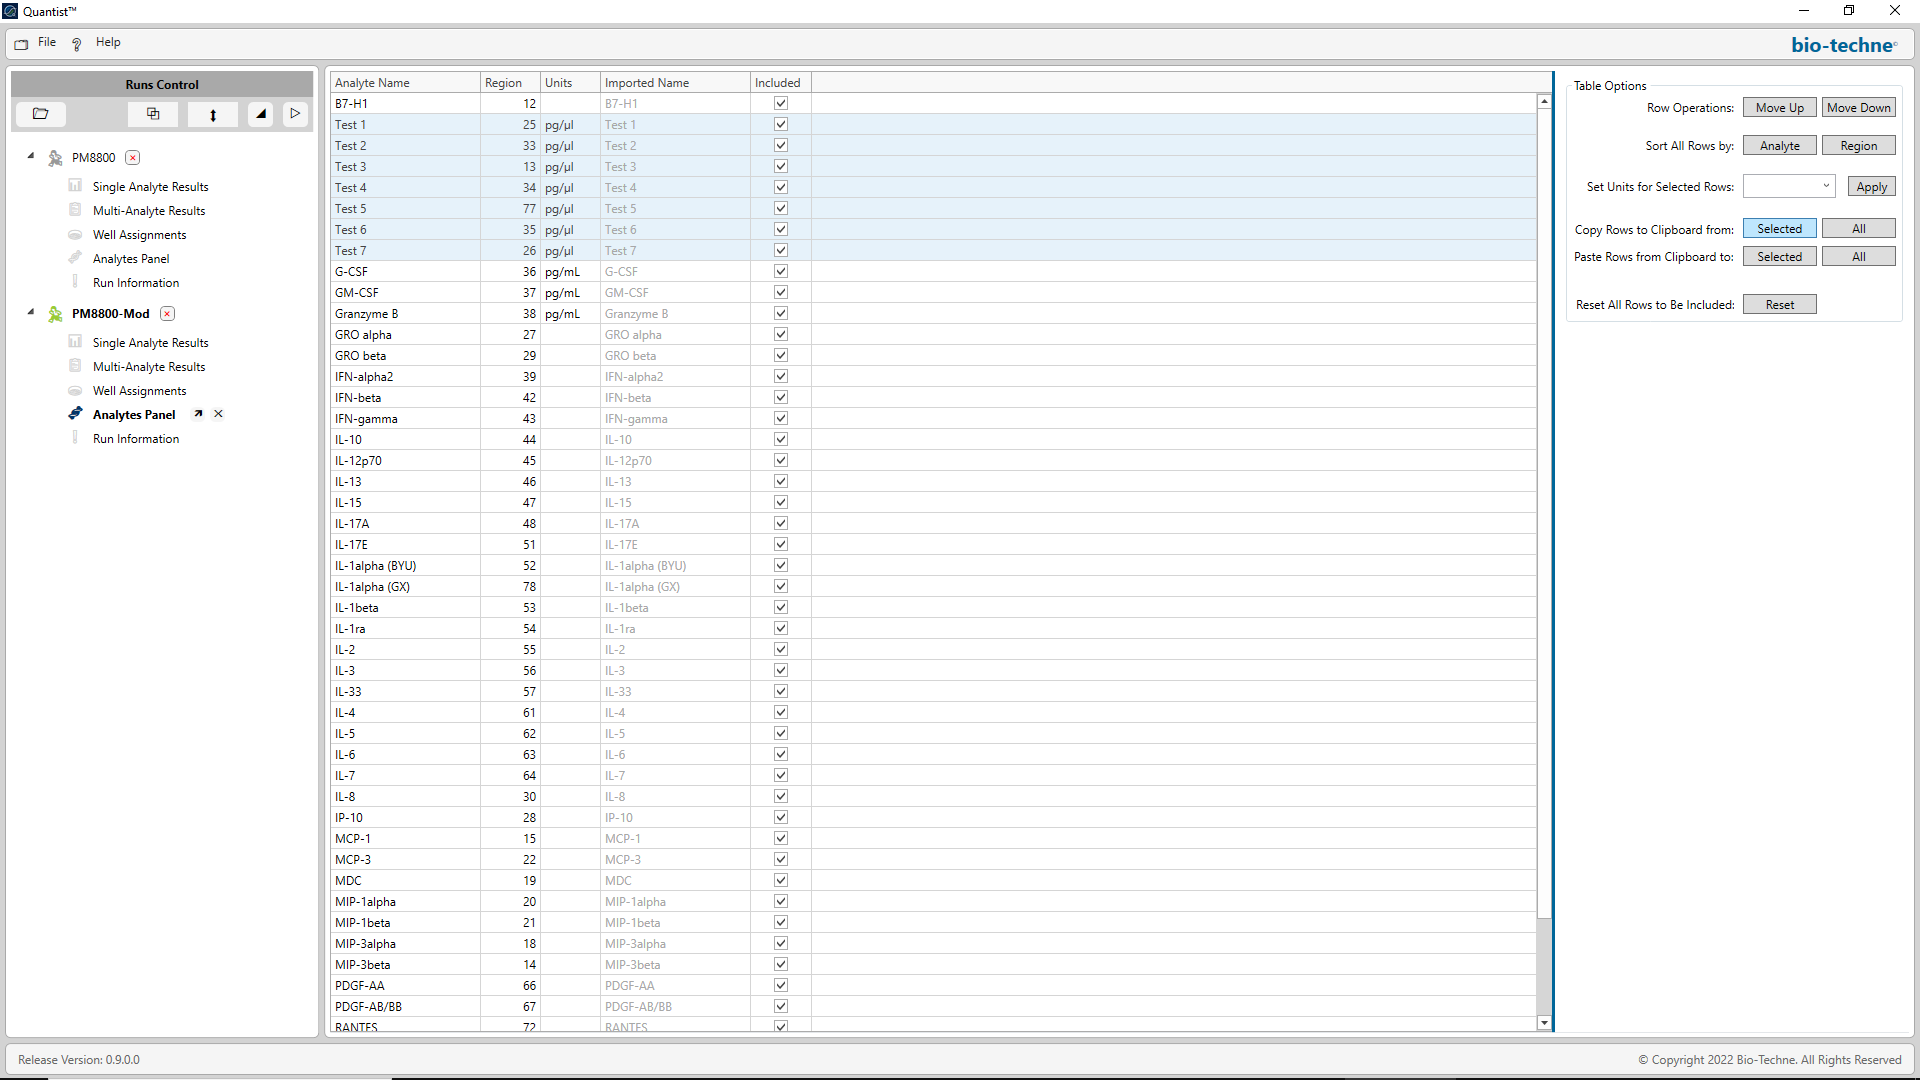 Quantist™
File Help
bio-techne
Runs Control
PM8800
Single Analyte Results
Multi-Analyte Results
Well Assignments
Analytes Panel
Run Information
PM8800-Mod
Single Analyte Results
Multi-Analyte Results
Well Assignments
Analytes Panel
Run Information
Analyte Name Region Units Imported Name Included
B7-H1 12 B7-H1
Test 1 25 pg/µl Test 1
Test 2 33 pg/µl Test 2
Test 3 13 pg/µl Test 3
Test 4 34 pg/µl Test 4
Test 5 77 pg/µl Test 5
Test 6 35 pg/µl Test 6
Test 7 26 pg/µl Test 7
G-CSF 36 pg/mL G-CSF
GM-CSF 37 pg/mL GM-CSF
Granzyme B 38 pg/mL Granzyme B
GRO alpha 27 GRO alpha
GRO beta 29 GRO beta
IFN-alpha2 39 IFN-alpha2
IFN-beta 42 IFN-beta
IFN-gamma 43 IFN-gamma
IL-10 44 IL-10
IL-12p70 45 IL-12p70
IL-13 46 IL-13
IL-15 47 IL-15
IL-17A 48 IL-17A
IL-17E 51 IL-17E
IL-1alpha (BYU) 52 IL-1alpha (BYU)
IL-1alpha (GX) 78 IL-1alpha (GX)
IL-1beta 53 IL-1beta
IL-1ra 54 IL-1ra
IL-2 55 IL-2
IL-3 56 IL-3
IL-33 57 IL-33
IL-4 61 IL-4
IL-5 62 IL-5
IL-6 63 IL-6
IL-7 64 IL-7
IL-8 30 IL-8
IP-10 28 IP-10
MCP-1 15 MCP-1
MCP-3 22 MCP-3
MDC 19 MDC
MIP-1alpha 20 MIP-1alpha
MIP-1beta 21 MIP-1beta
MIP-3alpha 18 MIP-3alpha
MIP-3beta 14 MIP-3beta
PDGF-AA 66 PDGF-AA
PDGF-AB/BB 67 PDGF-AB/BB
RANTES 72 RANTES
Table Options
Row Operations: Move Up Move Down
Sort All Rows by: Analyte Region
Set Units for Selected Rows: Apply
Copy Rows to Clipboard from: Selected All
Paste Rows from Clipboard to: Selected All
Reset All Rows to Be Included: Reset
Release Version: 0.9.0.0
© Copyright 2022 Bio-Techne. All Rights Reserved